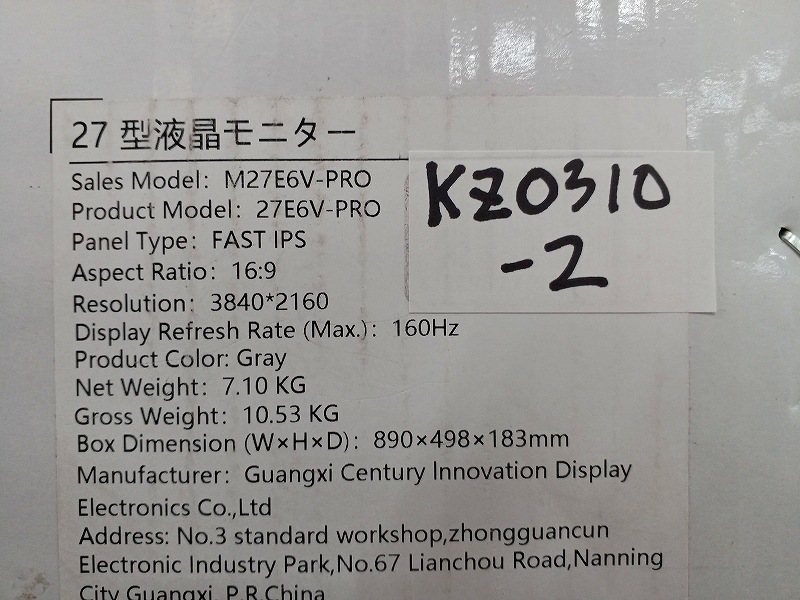 27 型液晶モニター
Sales Model: M27E6V-PRO
Product Model: 27E6V-PRO
Panel Type: FAST IPS
Aspect Ratio: 16:9
Resolution: 3840*2160
Display Refresh Rate (Max.): 160Hz
Product Color: Gray
Net Weight: 7.10 KG
Gross Weight: 10.53 KG
Box Dimension (W×H×D): 890×498×183mm
Manufacturer: Guangxi Century Innovation Display
Electronics Co.,Ltd
Address: No.3 standard workshop,zhongguancun
Electronic Industry Park,No.67 Lianchou Road,Nanning
City Guangxi, P.R.China
KZ0310
-2